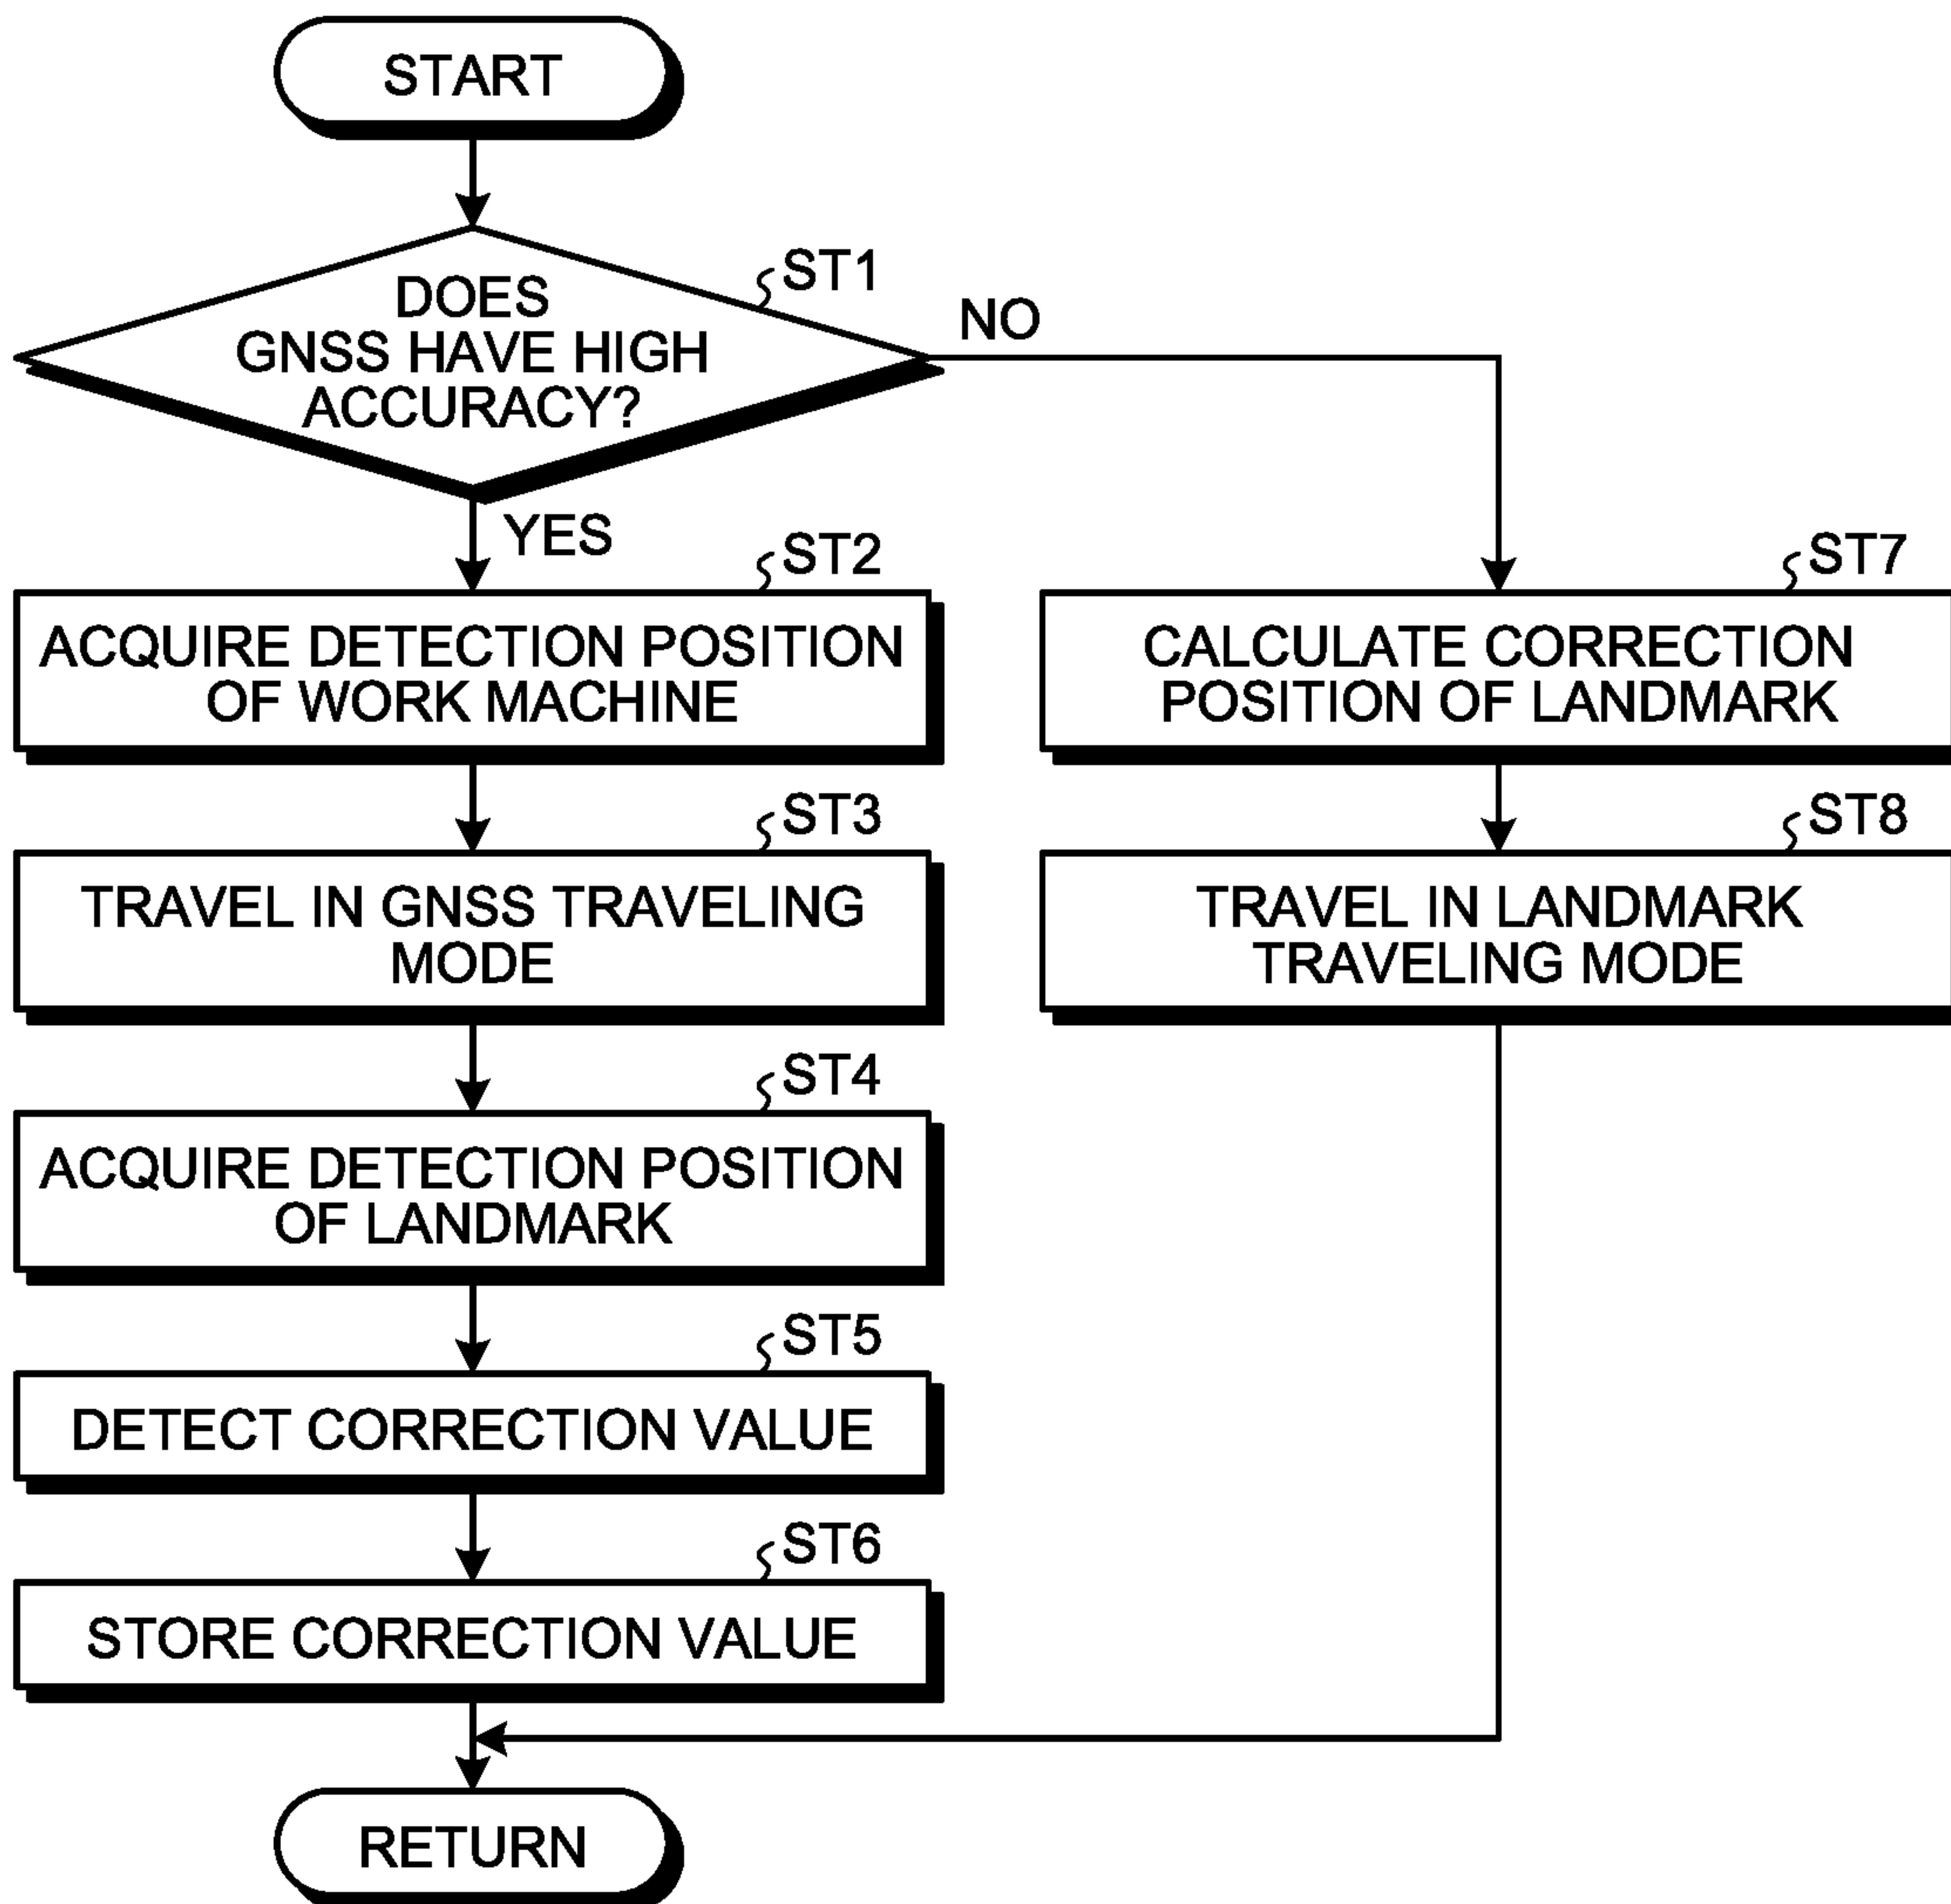 START
ST1
DOES
GNSS HAVE HIGH
ACCURACY?
NO
YES
ST2
ACQUIRE DETECTION POSITION
OF WORK MACHINE
ST7
CALCULATE CORRECTION
POSITION OF LANDMARK
ST3
TRAVEL IN GNSS TRAVELING
MODE
ST8
TRAVEL IN LANDMARK
TRAVELING MODE
ST4
ACQUIRE DETECTION POSITION
OF LANDMARK
ST5
DETECT CORRECTION VALUE
ST6
STORE CORRECTION VALUE
RETURN